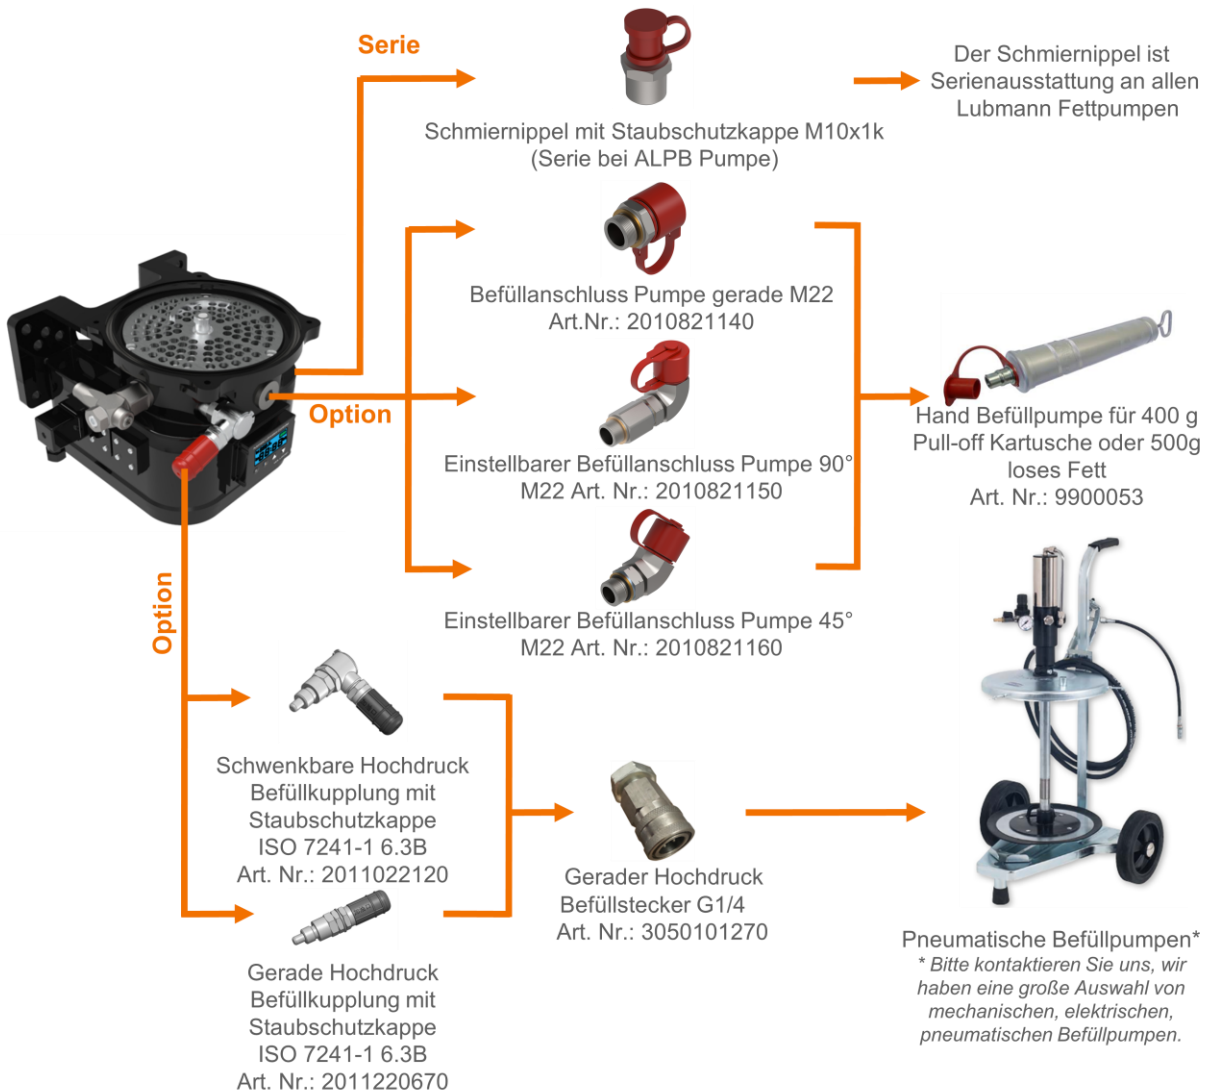 Serie
Schmiernippel mit Staubschutzkappe M10x1k
(Serie bei ALPB Pumpe)
Der Schmiernippel ist
Serienausstattung an allen
Lubmann Fettpumpen
Option
Befüllanschluss Pumpe gerade M22
Art.Nr.: 2010821140
Einstellbarer Befüllanschluss Pumpe 90°
M22 Art. Nr.: 2010821150
Einstellbarer Befüllanschluss Pumpe 45°
M22 Art. Nr.: 2010821160
Hand Befüllpumpe für 400 g
Pull-off Kartusche oder 500g
loses Fett
Art. Nr.: 9900053
Option
Schwenkbare Hochdruck
Befüllkupplung mit
Staubschutzkappe
ISO 7241-1 6.3B
Art. Nr.: 2011022120
Gerade Hochdruck
Befüllkupplung mit
Staubschutzkappe
ISO 7241-1 6.3B
Art. Nr.: 2011220670
Gerader Hochdruck
Befüllstecker G1/4
Art. Nr.: 3050101270
Pneumatische Befüllpumpen*
* Bitte kontaktieren Sie uns, wir
haben eine große Auswahl von
mechanischen, elektrischen,
pneumatischen Befüllpumpen.